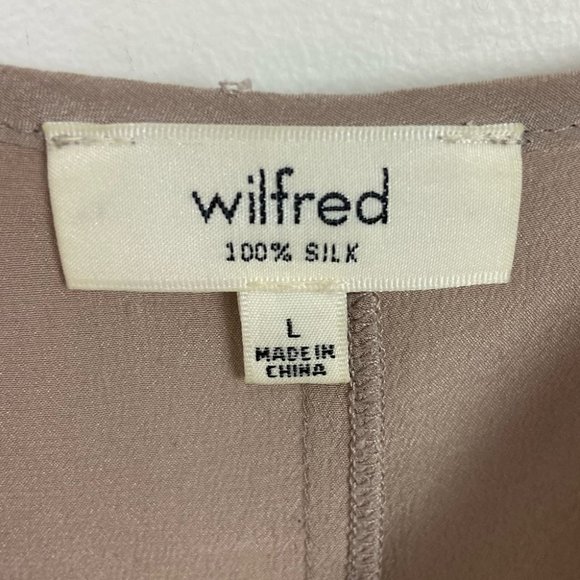 wilfred
100% SILK
L
MADE IN
CHINA